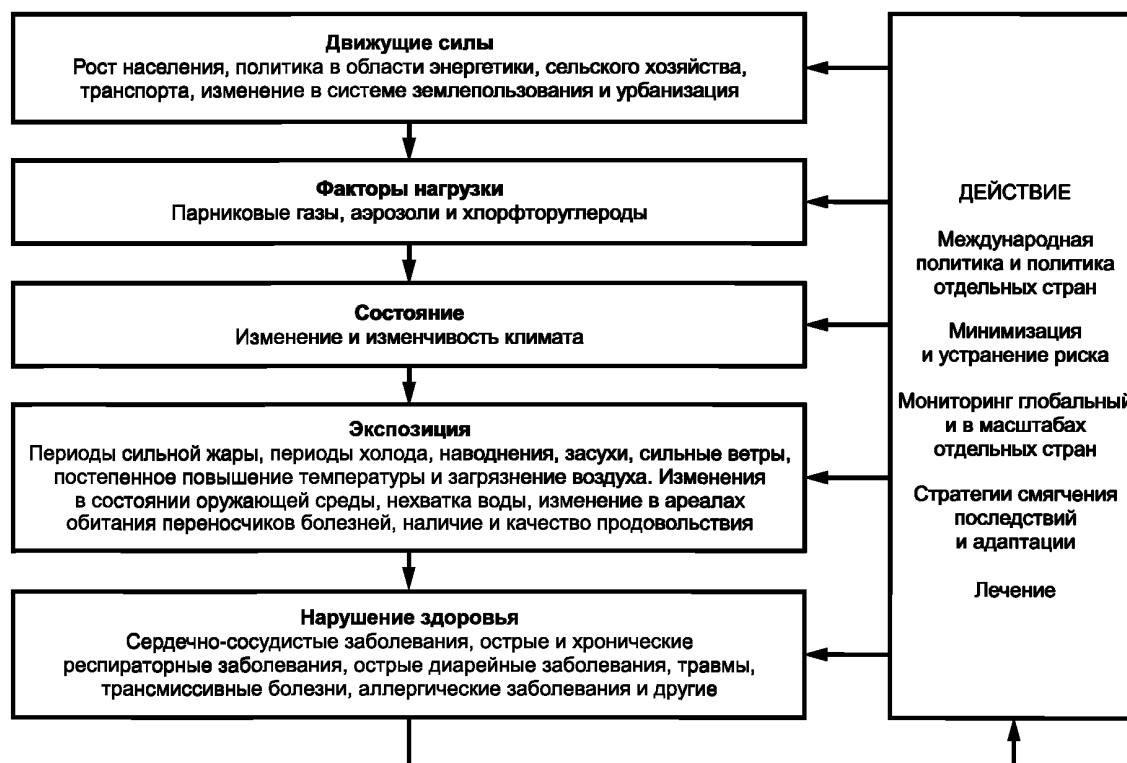 Движущие силы
Рост населения, политика в области энергетики, сельского хозяйства,
транспорта, изменение в системе землепользования и урбанизация
Факторы нагрузки
Парниковые газы, аэрозоли и хлорфторуглероды
Состояние
Изменение и изменчивость климата
Экспозиция
Периоды сильной жары, периоды холода, наводнения, засухи, сильные ветры,
постепенное повышение температуры и загрязнение воздуха. Изменения
в состоянии оружающей среды, нехватка воды, изменение в ареалах
обитания переносчиков болезней, наличие и качество продовольствия
Нарушение здоровья
Сердечно-сосудистые заболевания, острые и хронические
респираторные заболевания, острые диарейные заболевания, травмы,
трансмиссивные болезни, аллергические заболевания и другие
ДЕЙСТВИЕ
Международная
политика и политика
отдельных стран
Минимизация
и устранение риска
Мониторинг глобальный
и в масштабах
отдельных стран
Стратегии смягчения
последствий
и адаптации
Лечение